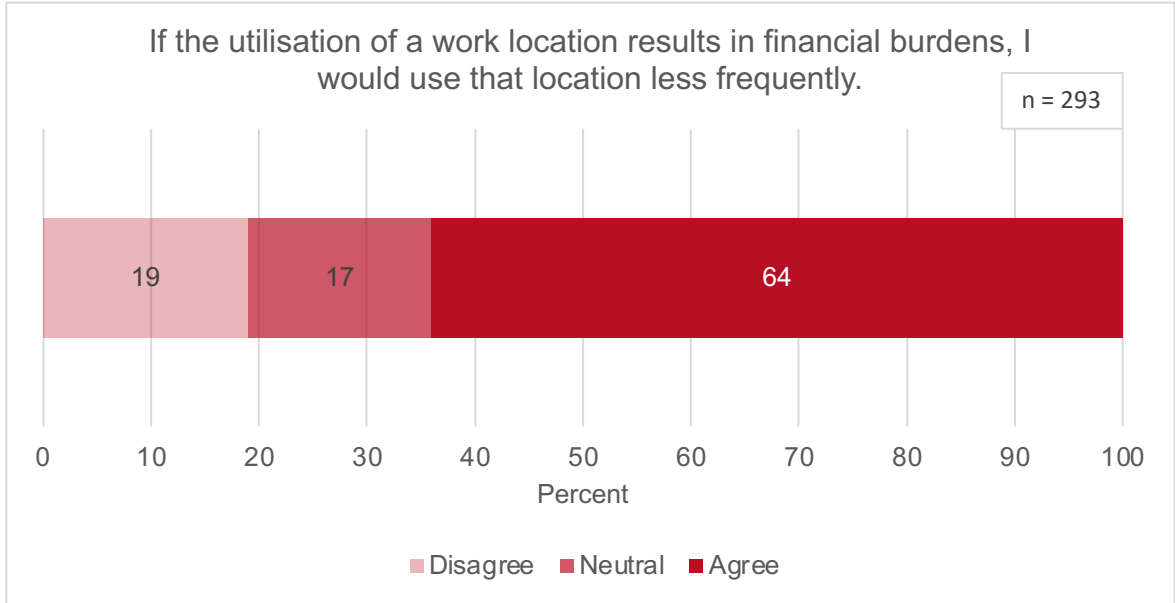 If the utilisation of a work location results in financial burdens, I
would use that location less frequently.
n = 293
19 17 64
0 10 20 30 40 50 60 70 80 90 100
Percent
Disagree Neutral Agree